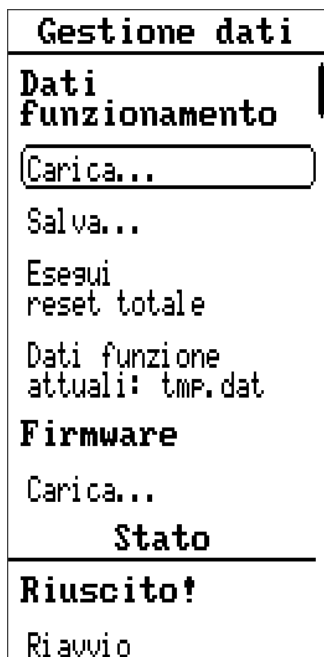 Gestione dati
Dati
funzionamento
Carica...
Salva...
Esegui
reset totale
Dati funzione
attuali: tmp.dat
Firmware
Carica...
Stato
Riuscito!
Riavvio